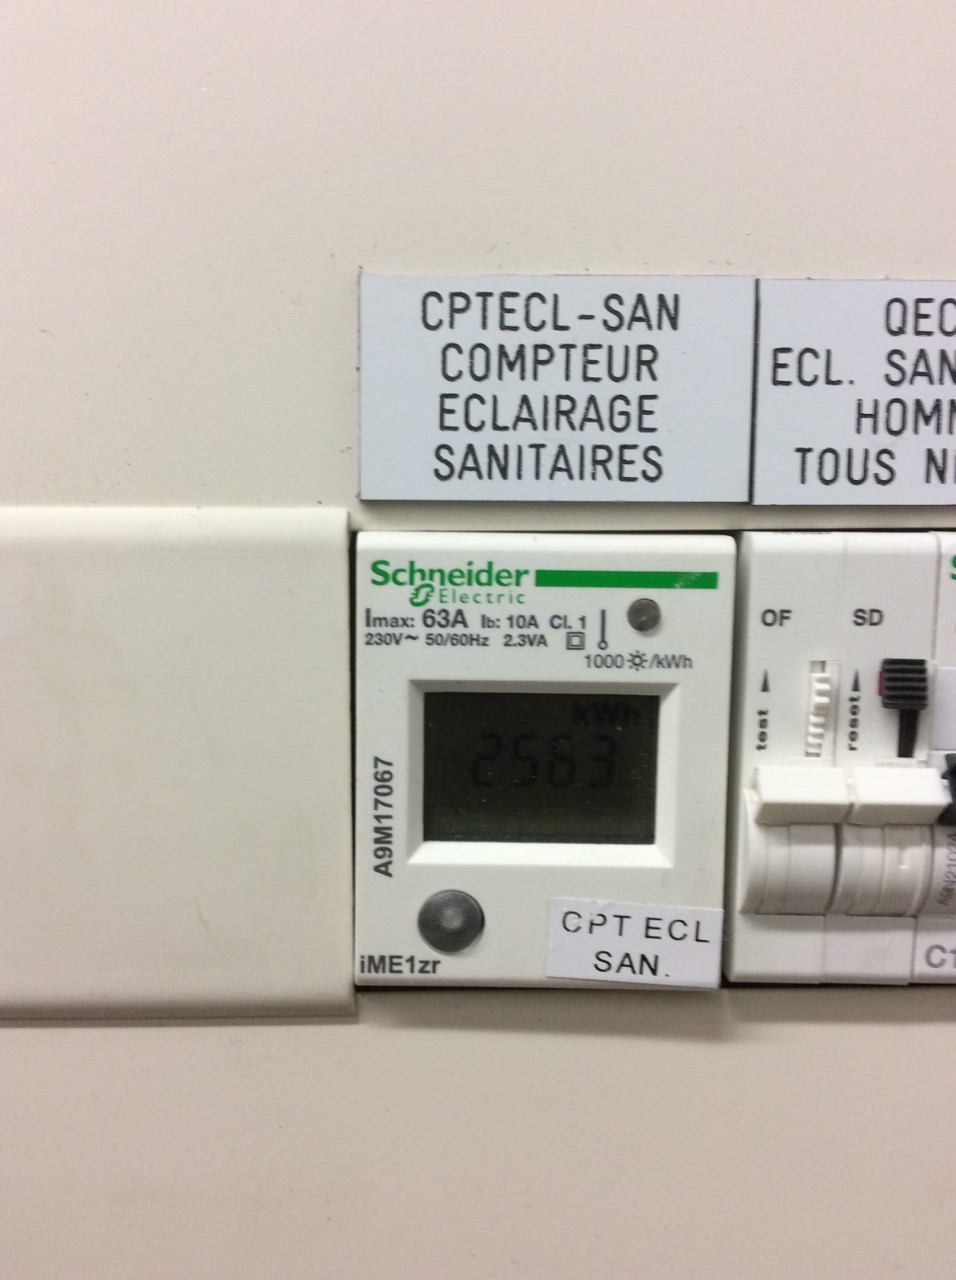 CPTECL-SAN
COMPTEUR
ECLAIRAGE
SANITAIRES
QEC
ECL. SAN
HOMM
TOUS NI
Schneider
Electric
Imax: 63A Ib: 10A Cl. 1
230V~ 50/60Hz 2.3VA
1000/kWh
kWh
2563
A9M17067
iME1zr
CPT ECL
SAN.
OF SD
test
reset
C1